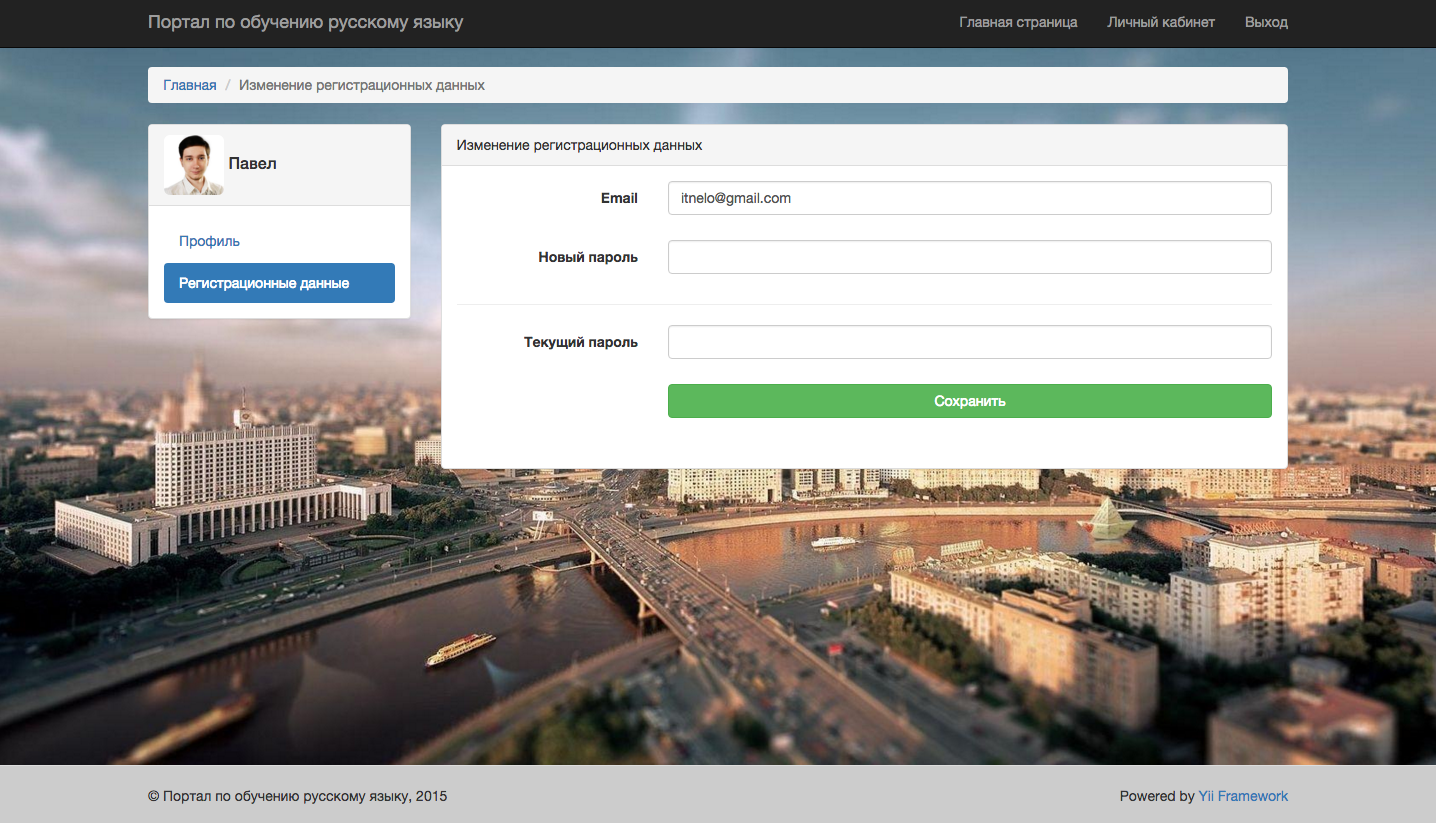 Портал по обучению русскому языку
Главная страница
Личный кабинет
Выход
Главная / Изменение регистрационных данных
Павел
Профиль
Регистрационные данные
Изменение регистрационных данных
Email
itnelo@gmail.com
Новый пароль
Текущий пароль
Сохранить
© Портал по обучению русскому языку, 2015
Powered by Yii Framework